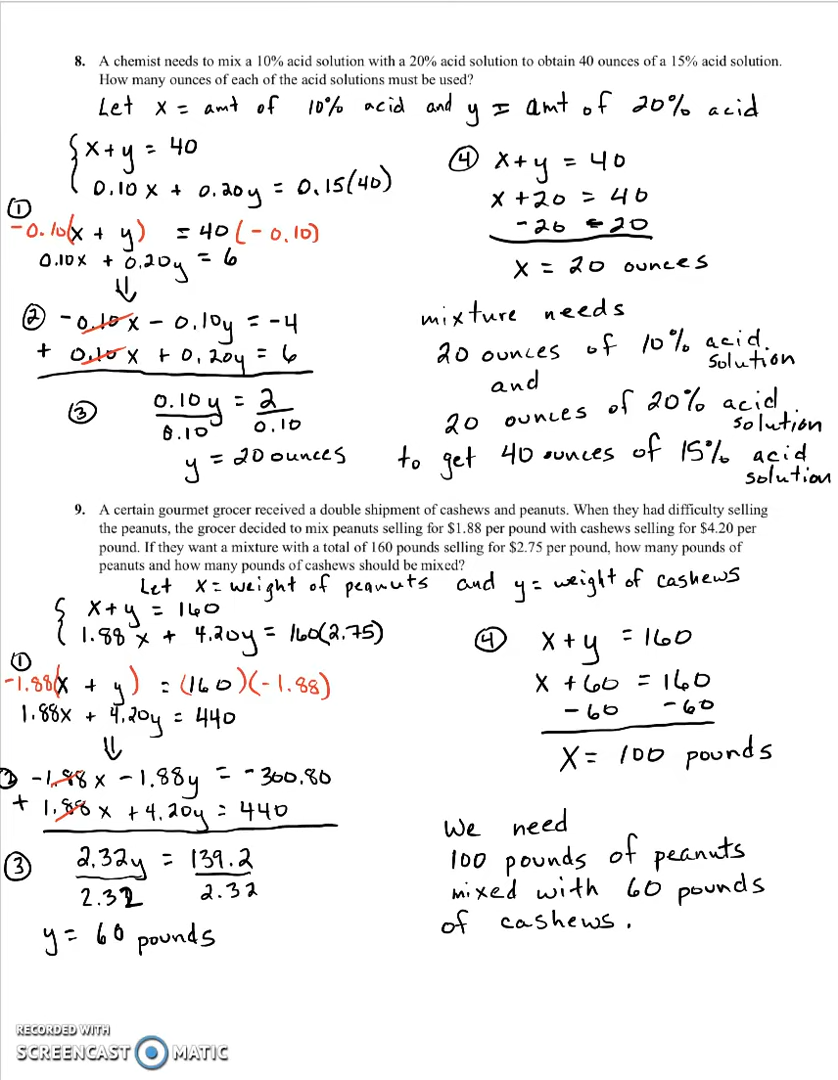 8. A chemist needs to mix a 10% acid solution with a 20% acid solution to obtain 40 ounces of a 15% acid solution.
How many ounces of each of the acid solutions must be used?
Let x = amt of 10% acid and y = amt of 20% acid
x + y = 40
0.10x + 0.20y = 0.15(40)
①
-0.10(x + y) = 40(-0.10)
0.10x + 0.20y = 6
⇓
② -0.10x - 0.10y = -4
+ 0.10x + 0.20y = 6
③ 0.10y = 2
0.10 0.10
y = 20 ounces
④ x + y = 40
x + 20 = 40
-20 = -20
x = 20 ounces
mixture needs
20 ounces of 10% acid solution
and
20 ounces of 20% acid solution
to get 40 ounces of 15% acid solution
9. A certain gourmet grocer received a double shipment of cashews and peanuts. When they had difficulty selling
the peanuts, the grocer decided to mix peanuts selling for $1.88 per pound with cashews selling for $4.20 per
pound. If they want a mixture with a total of 160 pounds selling for $2.75 per pound, how many pounds of
peanuts and how many pounds of cashews should be mixed?
Let x = weight of peanuts and y = weight of cashews
x + y = 160
1.88x + 4.20y = 160(2.75)
①
-1.88(x + y) = (160)(-1.88)
1.88x + 4.20y = 440
⇓
② -1.88x - 1.88y = -300.80
+ 1.88x + 4.20y = 440
③ 2.32y = 139.2
2.32 2.32
y = 60 pounds
④ x + y = 160
x + 60 = 160
-60 -60
x = 100 pounds
We need
100 pounds of peanuts
mixed with 60 pounds
of cashews.
RECORDED WITH
SCREENCAST MATIC